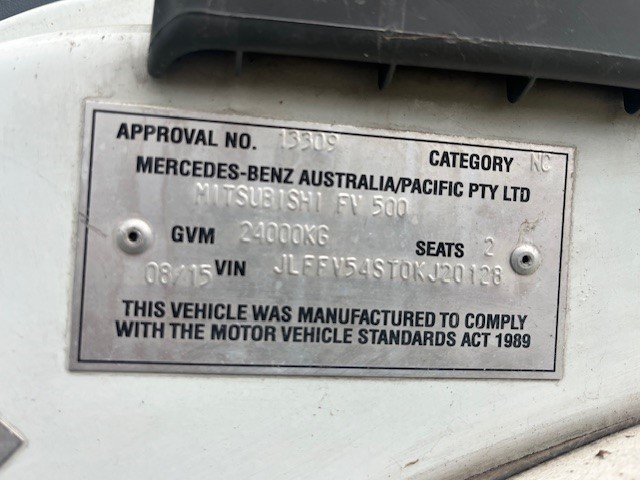 APPROVAL NO. 13309 CATEGORY NC
MERCEDES-BENZ AUSTRALIA/PACIFIC PTY LTD
MITSUBISHI FV 500
GVM 24000KG SEATS 2
08/15 VIN JLFFV54ST0KJ20128
THIS VEHICLE WAS MANUFACTURED TO COMPLY
WITH THE MOTOR VEHICLE STANDARDS ACT 1989